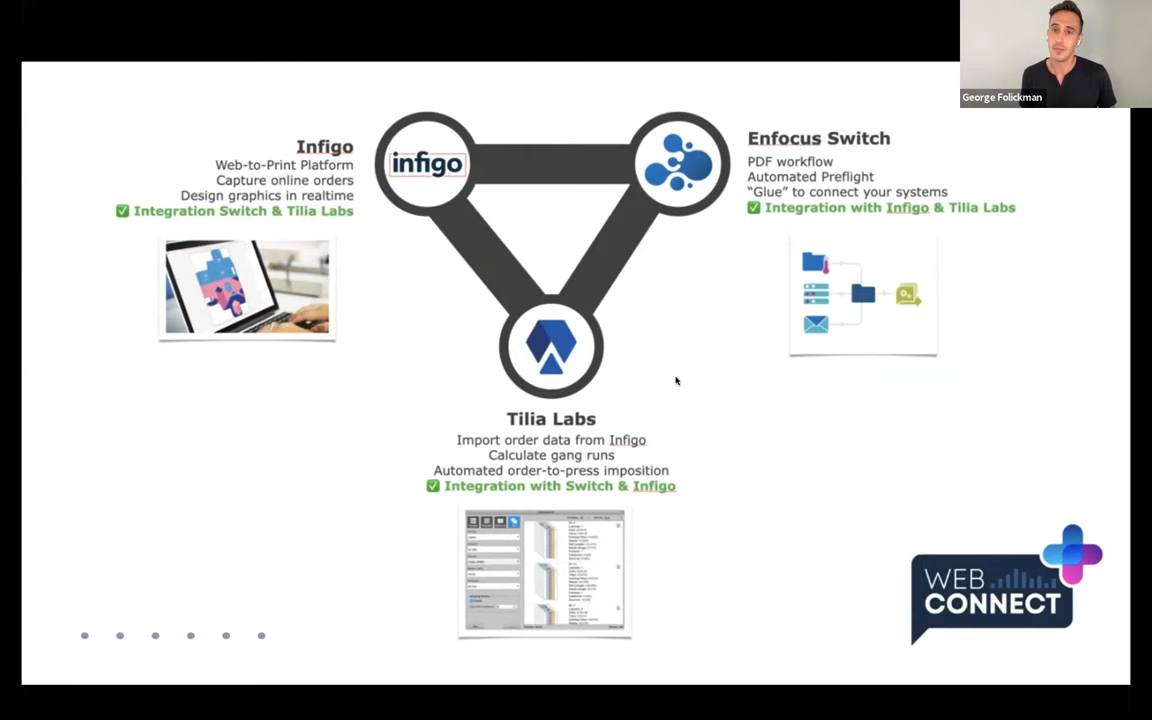 George Folickman
Infigo
Web-to-Print Platform
Capture online orders
Design graphics in realtime
✅ Integration Switch & Tilia Labs
infigo
Enfocus Switch
PDF workflow
Automated Preflight
“Glue” to connect your systems
✅ Integration with Infigo & Tilia Labs
Tilia Labs
Import order data from Infigo
Calculate gang runs
Automated order-to-press imposition
✅ Integration with Switch & Infigo
WEB
CONNECT